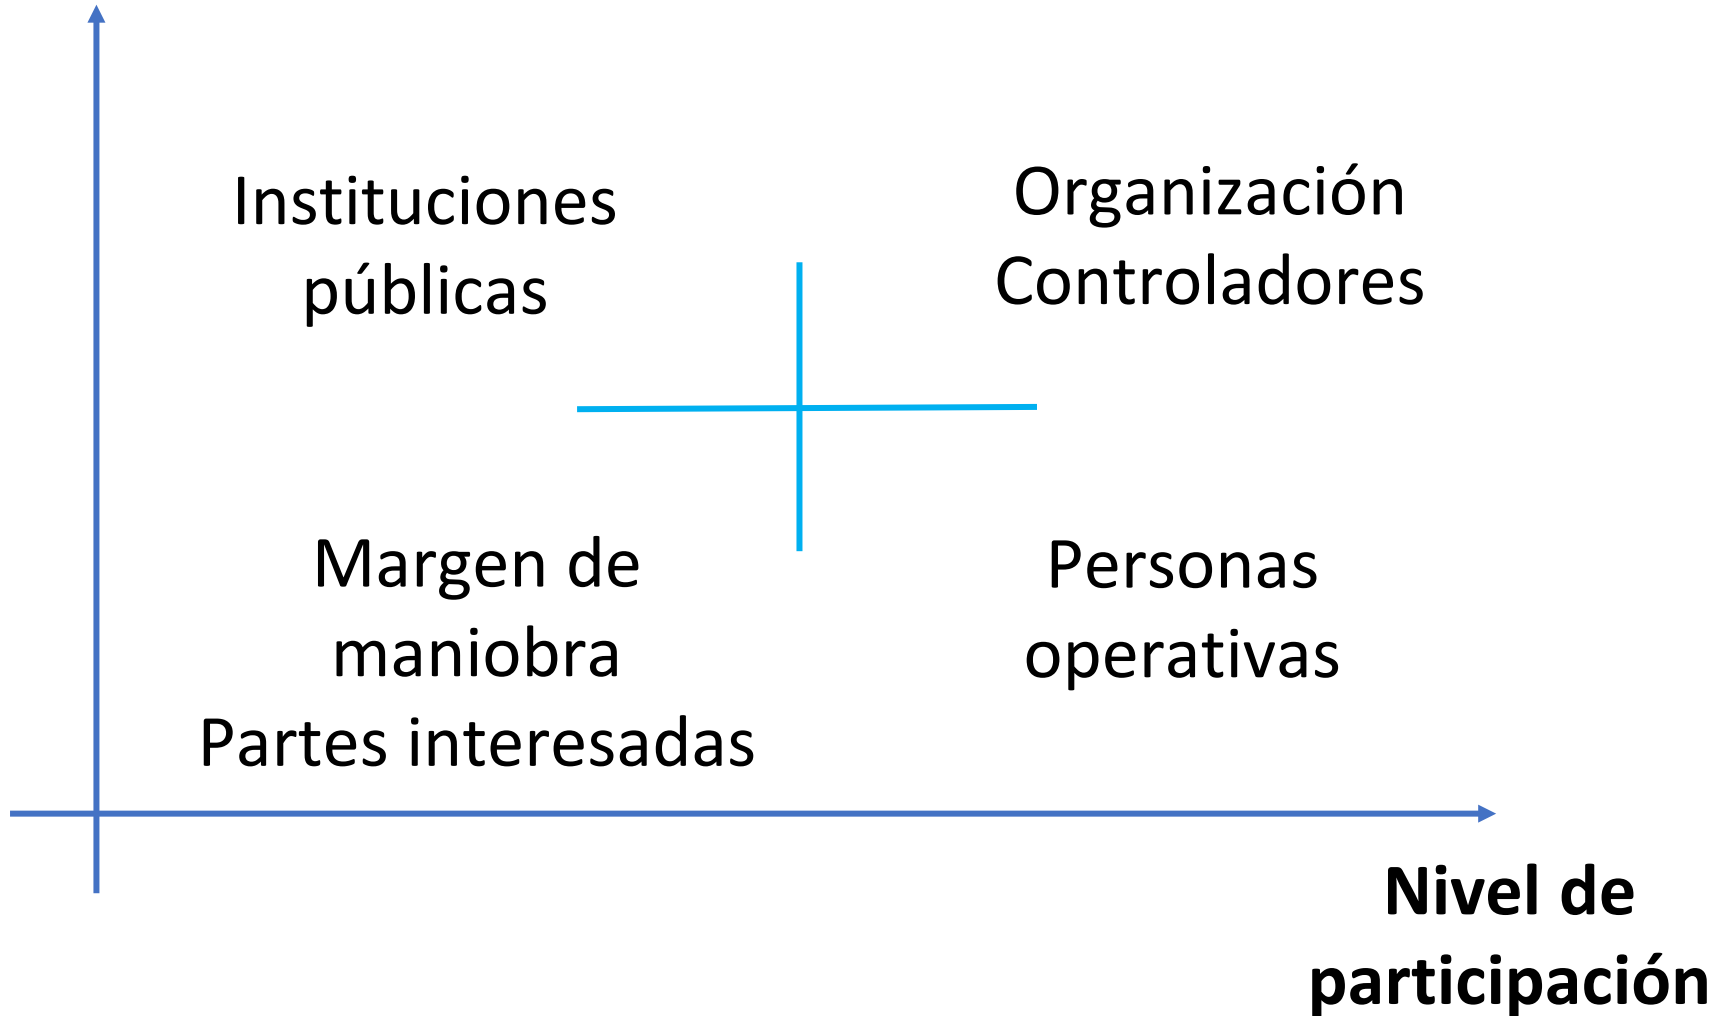 Instituciones
públicas
Organización
Controladores
Margen de
maniobra
Partes interesadas
Personas
operativas
Nivel de
participación